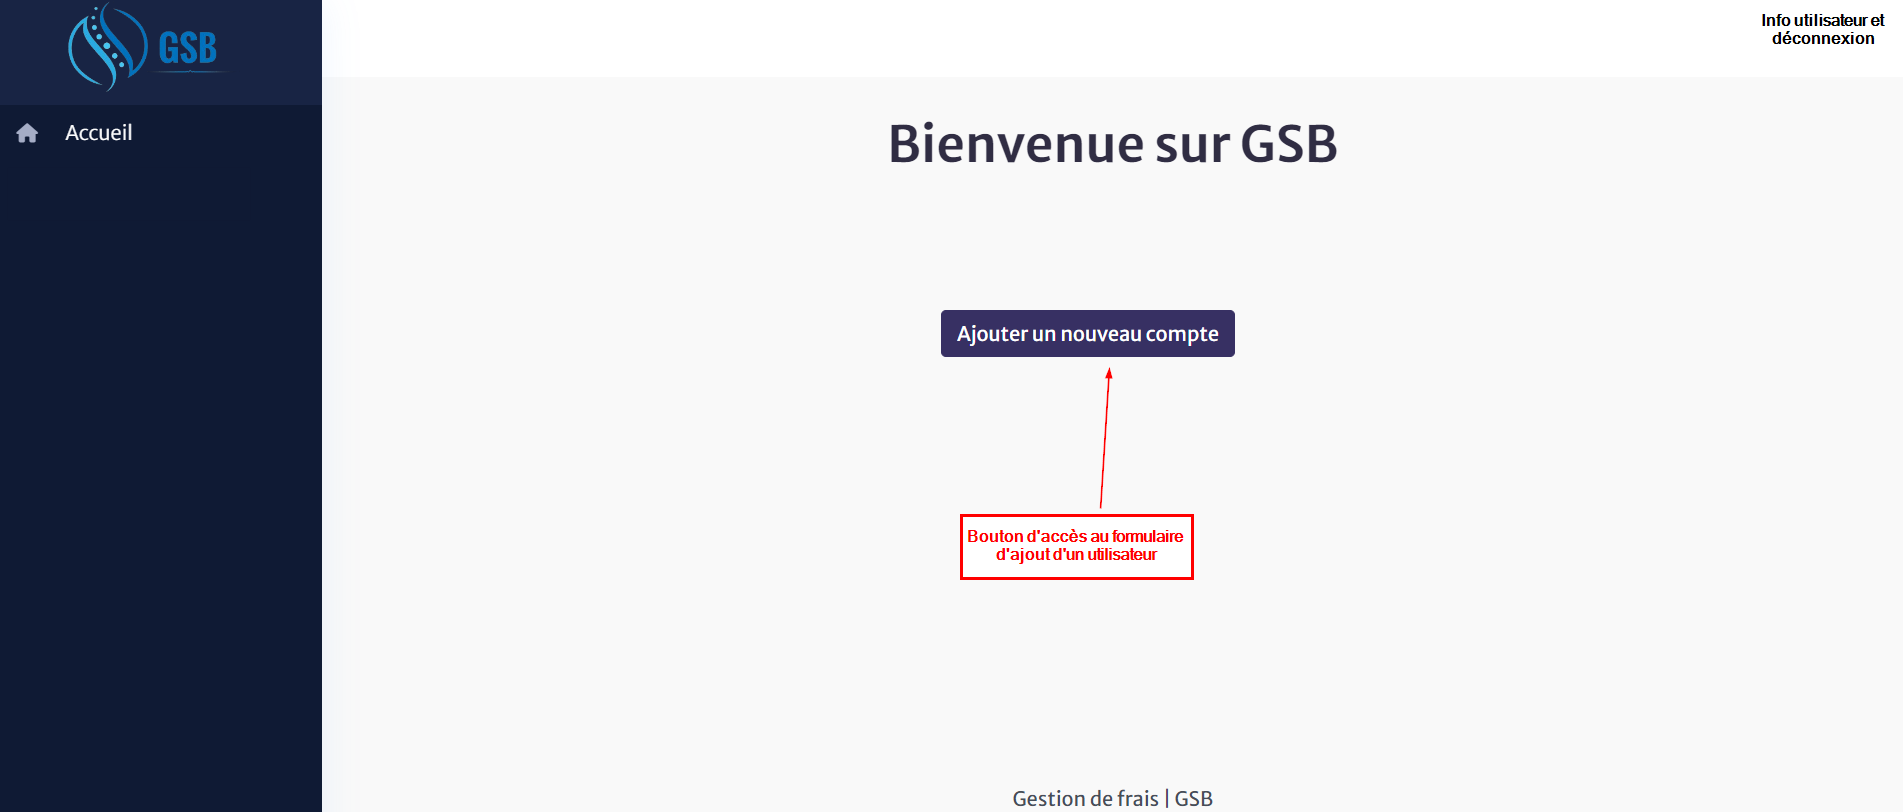 GSB
Info utilisateur et
déconnexion
Accueil
Bienvenue sur GSB
Ajouter un nouveau compte
Bouton d'accès au formulaire
d'ajout d'un utilisateur
Gestion de frais | GSB